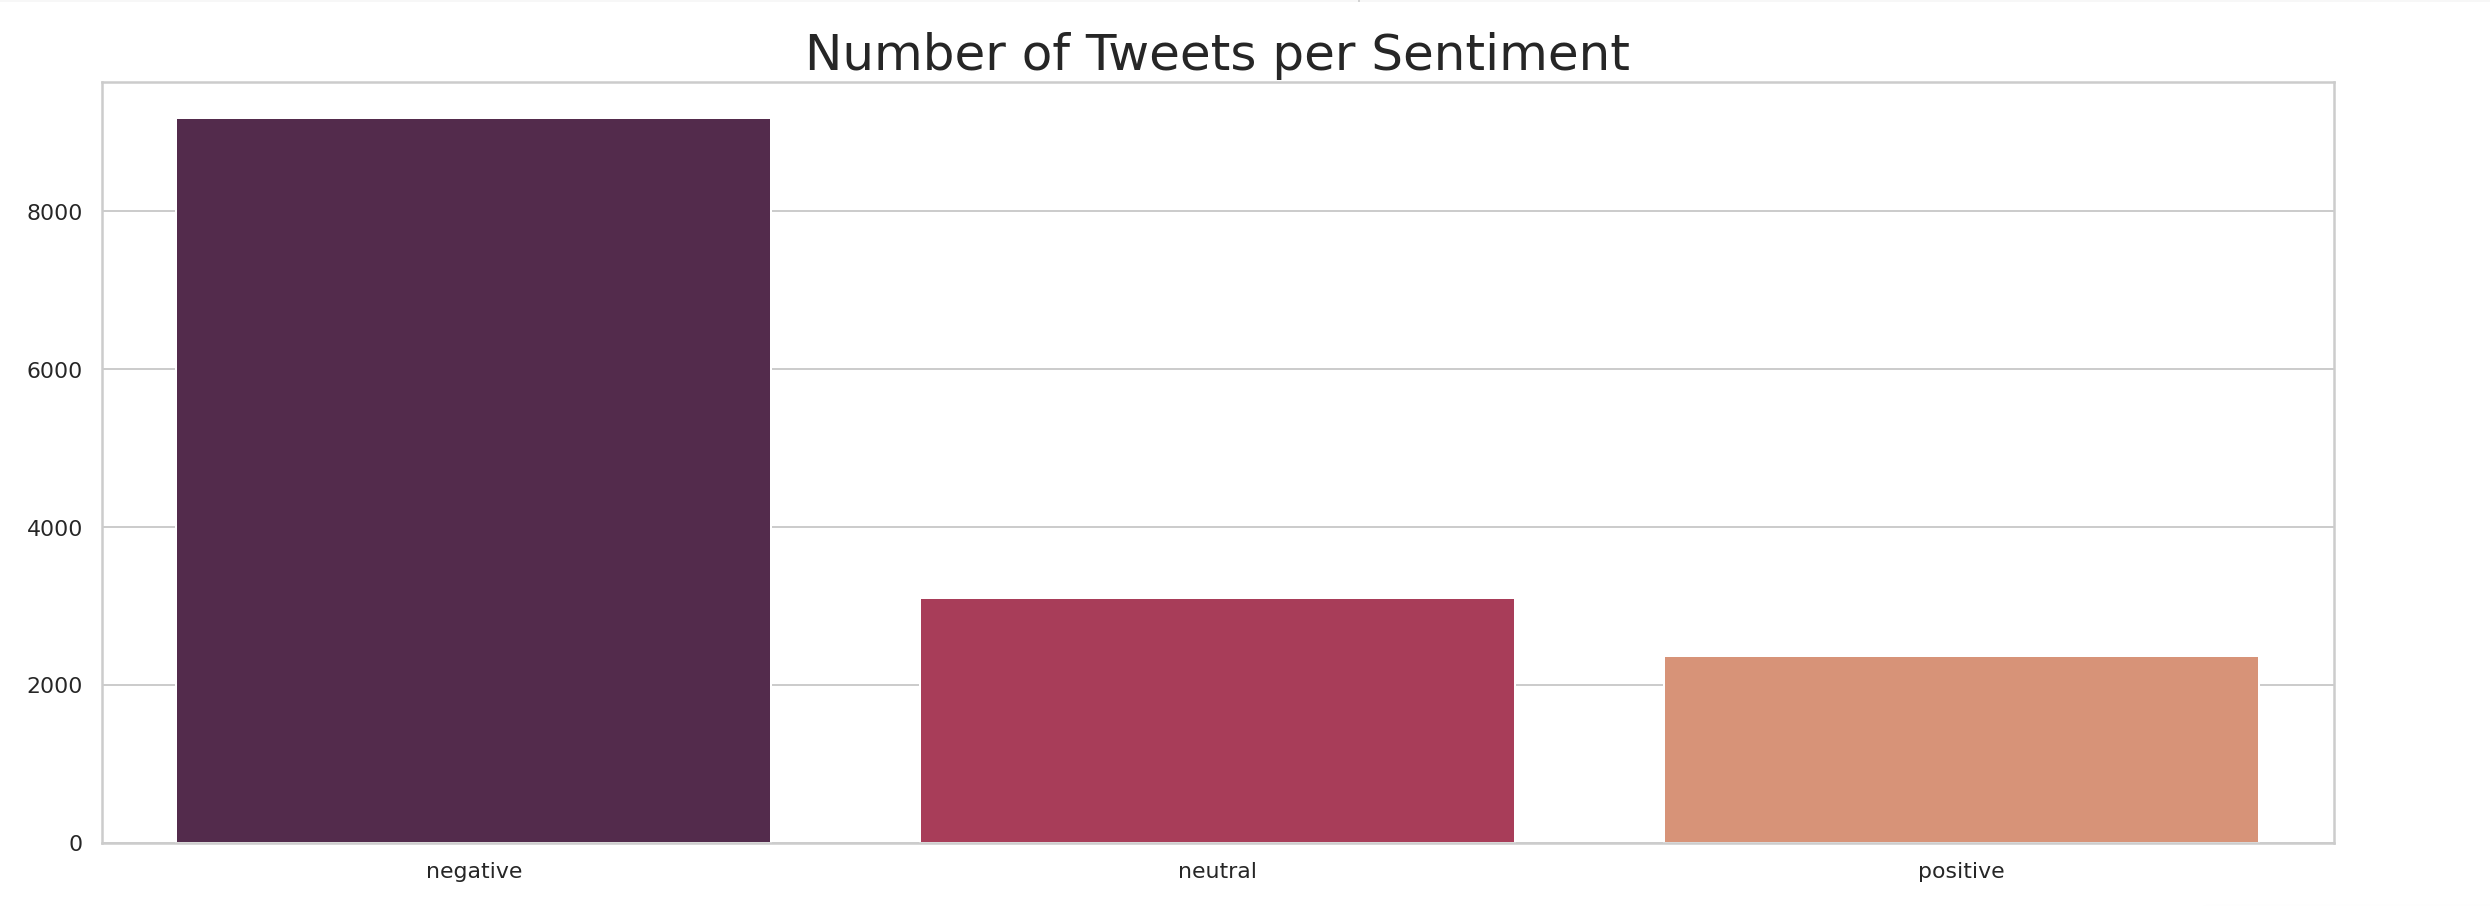 Number of Tweets per Sentiment
8000
6000
4000
2000
0
negative
neutral
positive